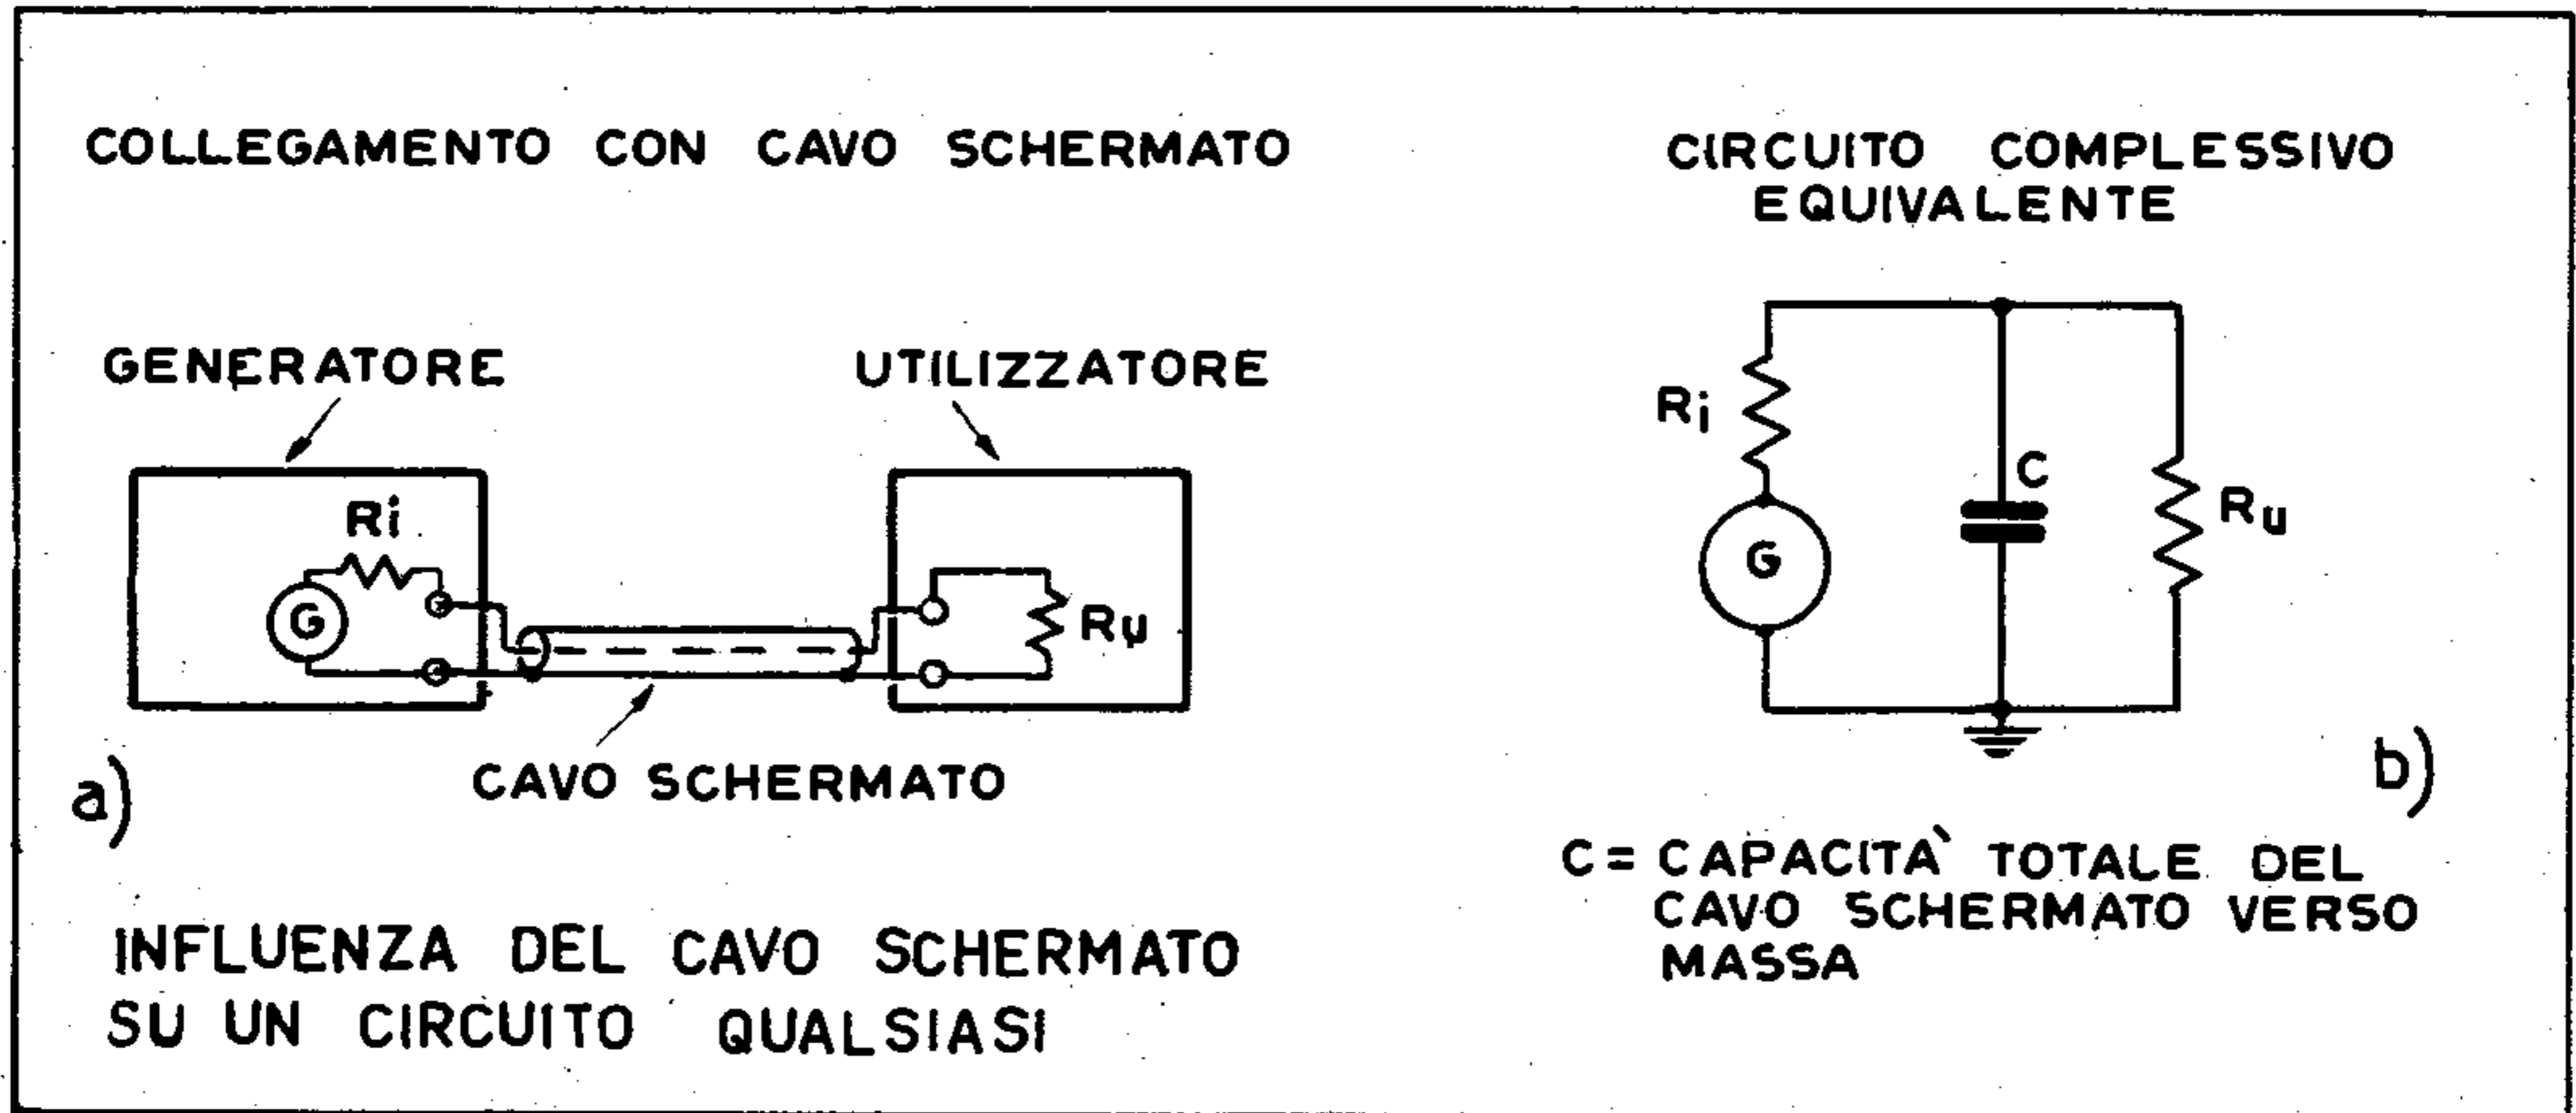 COLLEGAMENTO CON CAVO SCHERMATO
GENERATORE
UTILIZZATORE
Ri
G
Ru
CAVO SCHERMATO
a)
INFLUENZA DEL CAVO SCHERMATO
SU UN CIRCUITO QUALSIASI
CIRCUITO COMPLESSIVO
EQUIVALENTE
Ri
G
C
Ru
b)
C = CAPACITA` TOTALE DEL
CAVO SCHERMATO VERSO
MASSA